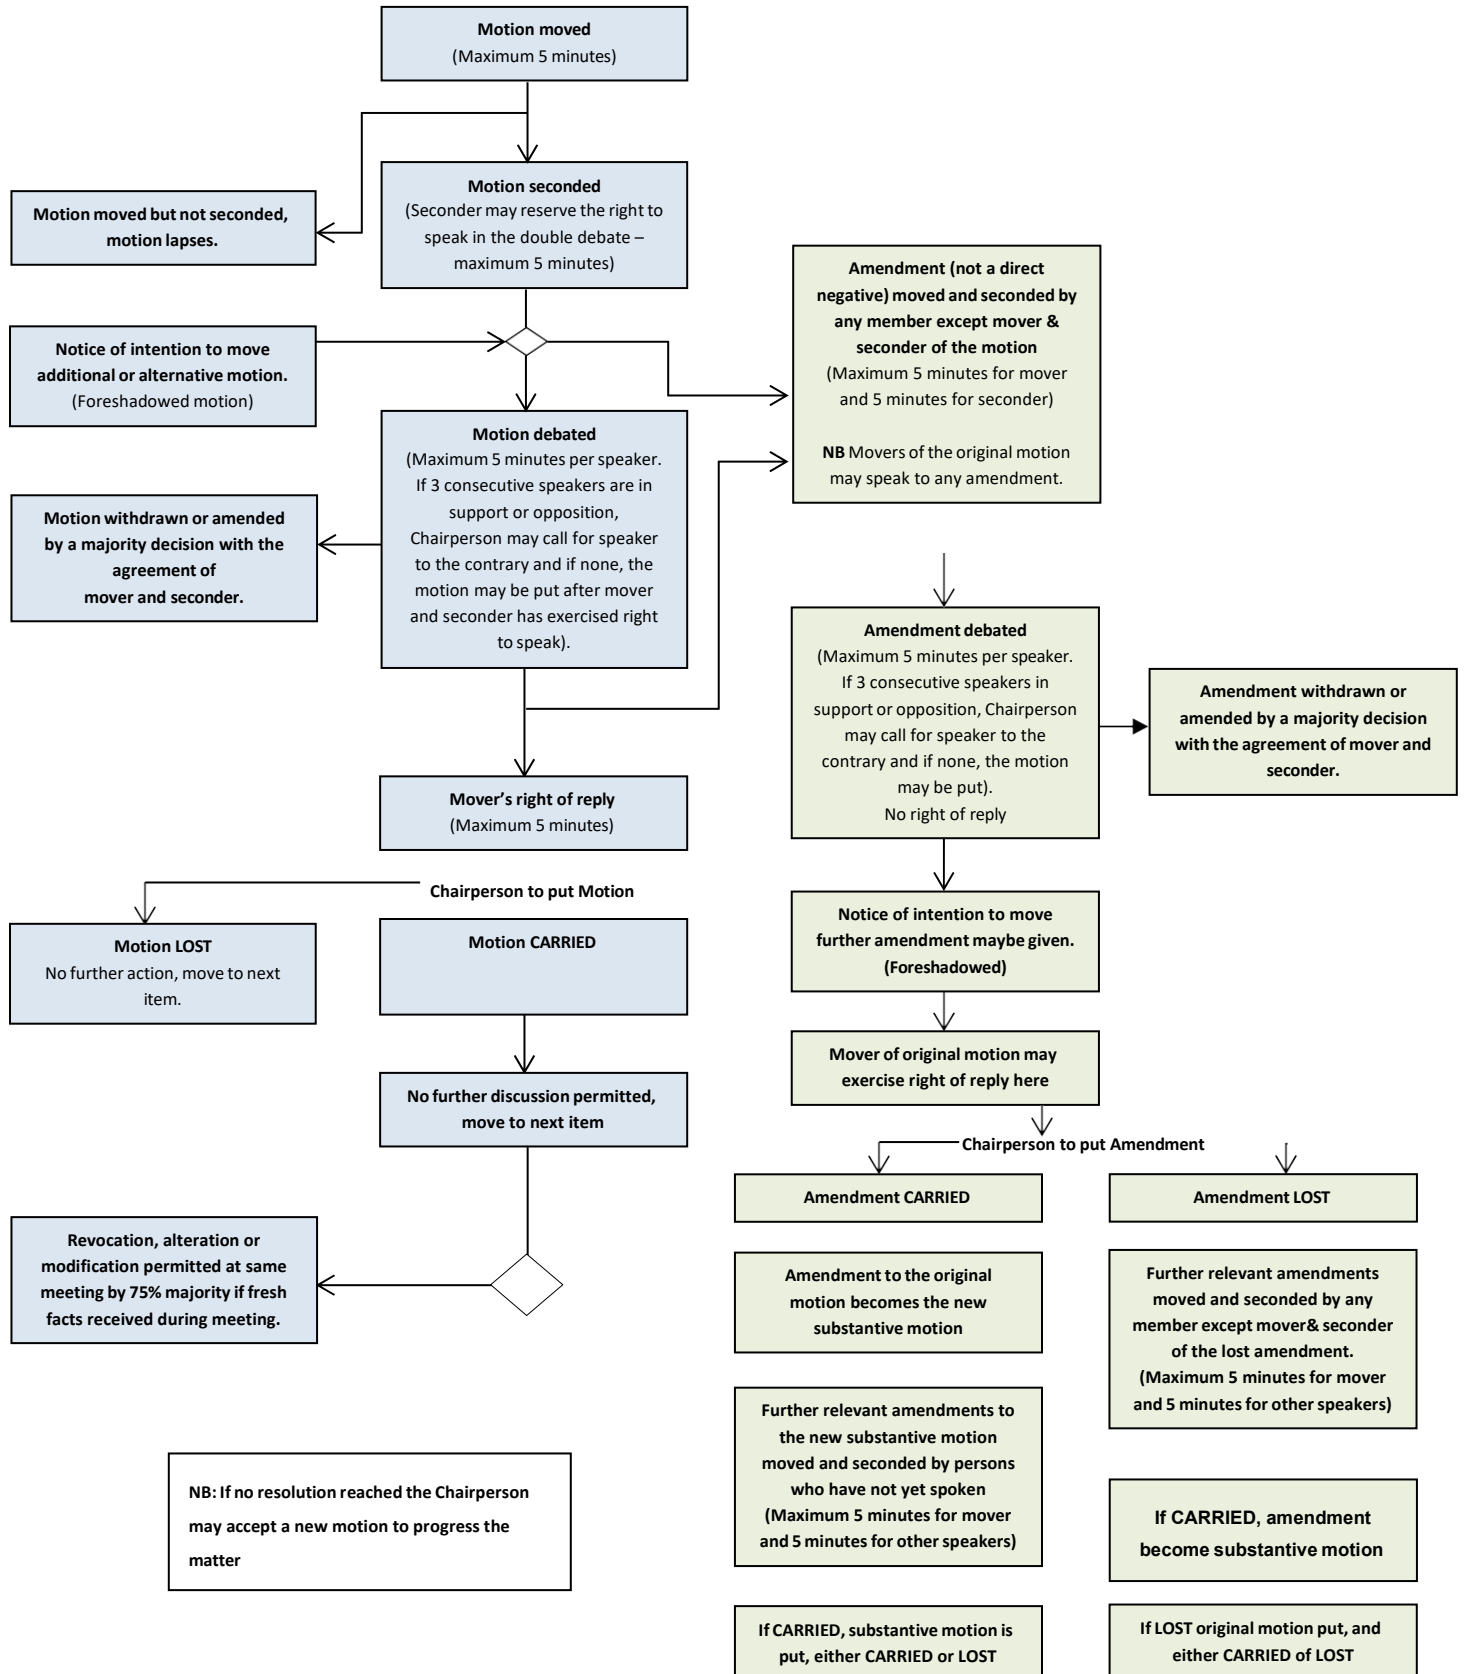 Motion moved
(Maximum 5 minutes)
Motion seconded
(Seconder may reserve the right to
speak in the double debate –
maximum 5 minutes)
Motion moved but not seconded,
motion lapses.
Notice of intention to move
additional or alternative motion.
(Foreshadowed motion)
Motion debated
(Maximum 5 minutes per speaker.
If 3 consecutive speakers are in
support or opposition,
Chairperson may call for speaker
to the contrary and if none, the
motion may be put after mover
and seconder has exercised right
to speak).
Motion withdrawn or amended
by a majority decision with the
agreement of
mover and seconder.
Mover’s right of reply
(Maximum 5 minutes)
Chairperson to put Motion
Motion LOST
No further action, move to next
item.
Motion CARRIED
No further discussion permitted,
move to next item
Revocation, alteration or
modification permitted at same
meeting by 75% majority if fresh
facts received during meeting.
NB: If no resolution reached the Chairperson
may accept a new motion to progress the
matter
Amendment (not a direct
negative) moved and seconded by
any member except mover &
seconder of the motion
(Maximum 5 minutes for mover
and 5 minutes for seconder)
NB Movers of the original motion
may speak to any amendment.
Amendment debated
(Maximum 5 minutes per speaker.
If 3 consecutive speakers in
support or opposition, Chairperson
may call for speaker to the
contrary and if none, the motion
may be put).
No right of reply
Amendment withdrawn or
amended by a majority decision
with the agreement of mover and
seconder.
Notice of intention to move
further amendment maybe given.
(Foreshadowed)
Mover of original motion may
exercise right of reply here
Chairperson to put Amendment
Amendment CARRIED
Amendment to the original
motion becomes the new
substantive motion
Further relevant amendments to
the new substantive motion
moved and seconded by persons
who have not yet spoken
(Maximum 5 minutes for mover
and 5 minutes for other speakers)
If CARRIED, substantive motion is
put, either CARRIED or LOST
Amendment LOST
Further relevant amendments
moved and seconded by any
member except mover& seconder
of the lost amendment.
(Maximum 5 minutes for mover
and 5 minutes for other speakers)
If CARRIED, amendment
become substantive motion
If LOST original motion put, and
either CARRIED of LOST